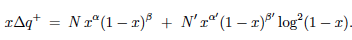 xΔq⁺ = N x^α(1 − x)^β + N′ x^α′(1 − x)^β′ log²(1 − x).